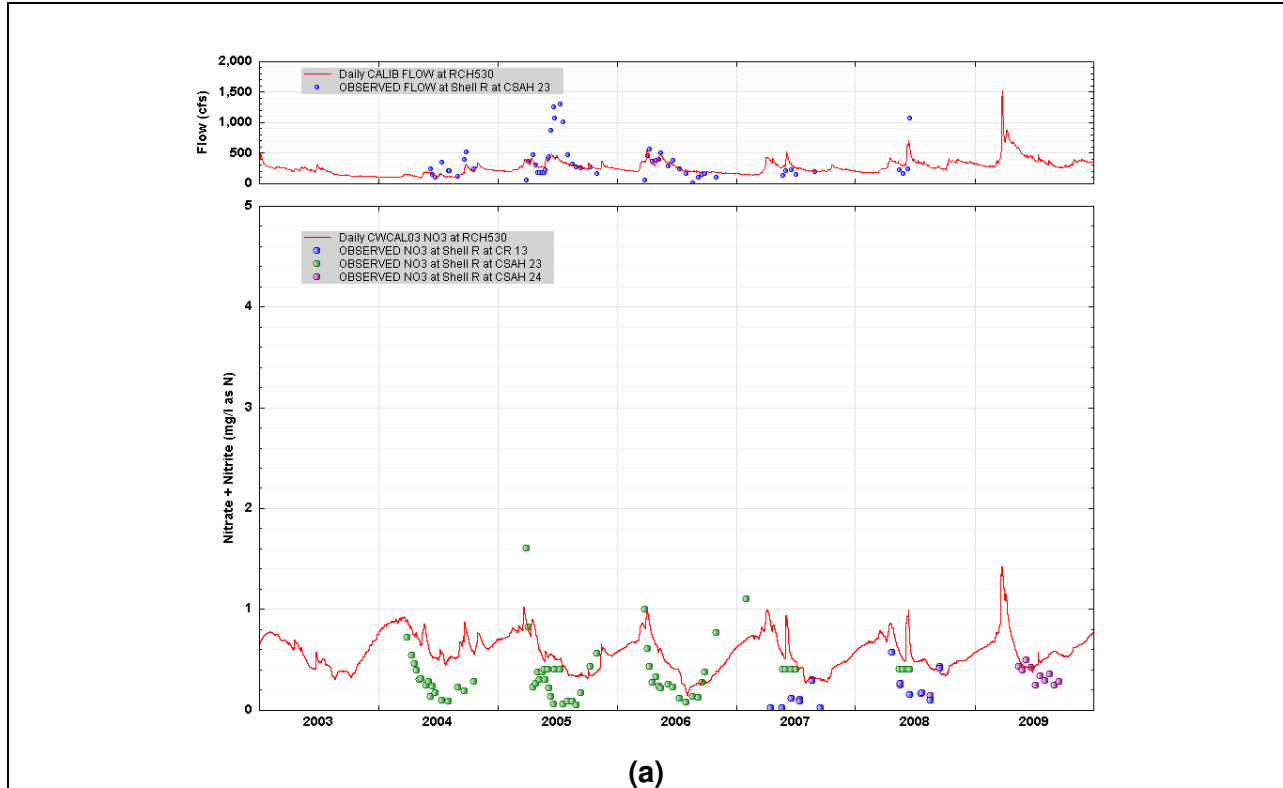 2,000
1,500
1,000
500
0
Flow (cfs)
Daily CALIB FLOW at RCH530
OBSERVED FLOW at Shell R at CSAH 23
5
4
3
2
1
0
Nitrate + Nitrite (mg/l as N)
Daily CWCAL03 NO3 at RCH530
OBSERVED NO3 at Shell R at CR 13
OBSERVED NO3 at Shell R at CSAH 23
OBSERVED NO3 at Shell R at CSAH 24
2003 2004 2005 2006 2007 2008 2009
(a)